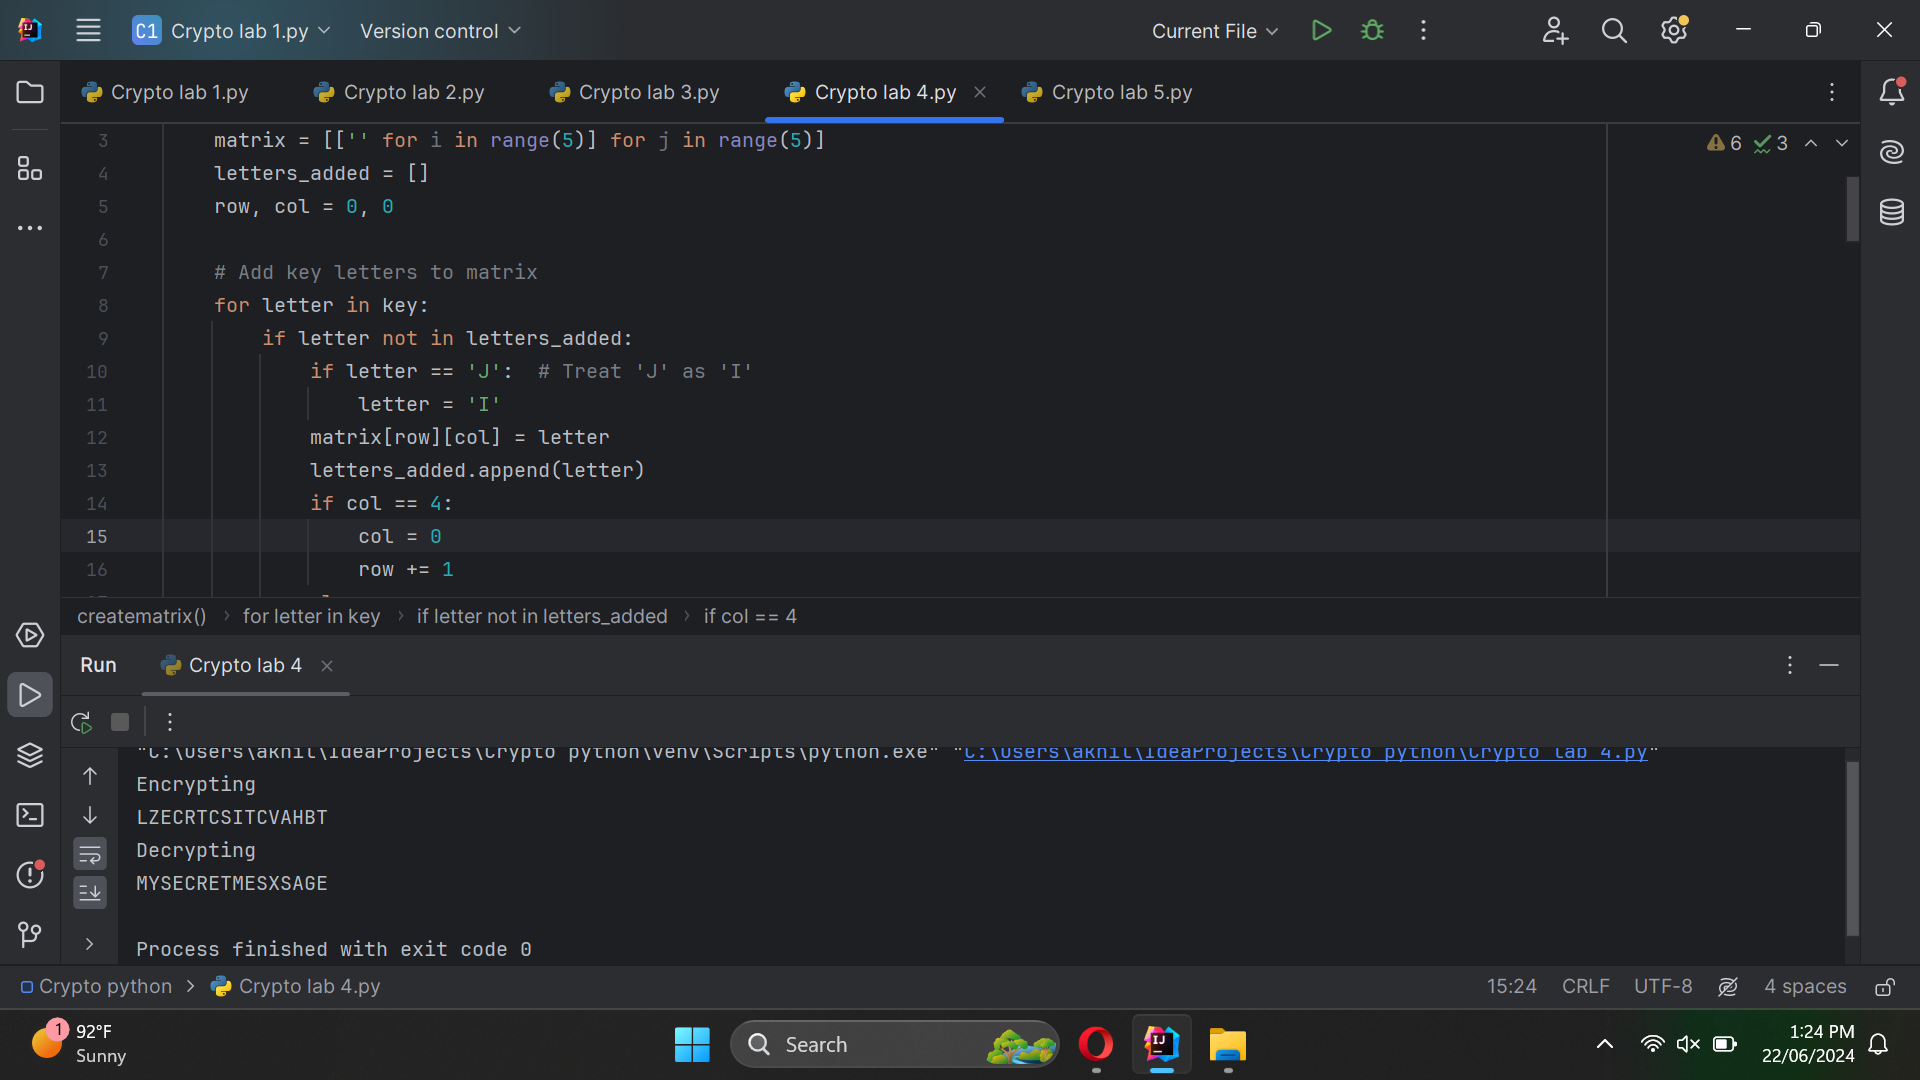 C1 Crypto lab 1.py Version control Current File
Crypto lab 1.py Crypto lab 2.py Crypto lab 3.py Crypto lab 4.py Crypto lab 5.py
3 matrix = [['' for i in range(5)] for j in range(5)]
6 3
4 letters_added = []
5 row, col = 0, 0
6
7 # Add key letters to matrix
8 for letter in key:
9 if letter not in letters_added:
10 if letter == 'J':  # Treat 'J' as 'I'
11 letter = 'I'
12 matrix[row][col] = letter
13 letters_added.append(letter)
14 if col == 4:
15 col = 0
16 row += 1
creatematrix() › for letter in key › if letter not in letters_added › if col == 4
Run Crypto lab 4
"C:\Users\akhil\IdeaProjects\Crypto python\venv\Scripts\python.exe" "C:\Users\akhil\IdeaProjects\Crypto python\Crypto lab 4.py"
Encrypting
LZECRTCSITCVAHBT
Decrypting
MYSECRETMESXSAGE
Process finished with exit code 0
Crypto python > Crypto lab 4.py 15:24 CRLF UTF-8 4 spaces
1 92°F
Sunny
Search
IJ
1:24 PM
22/06/2024